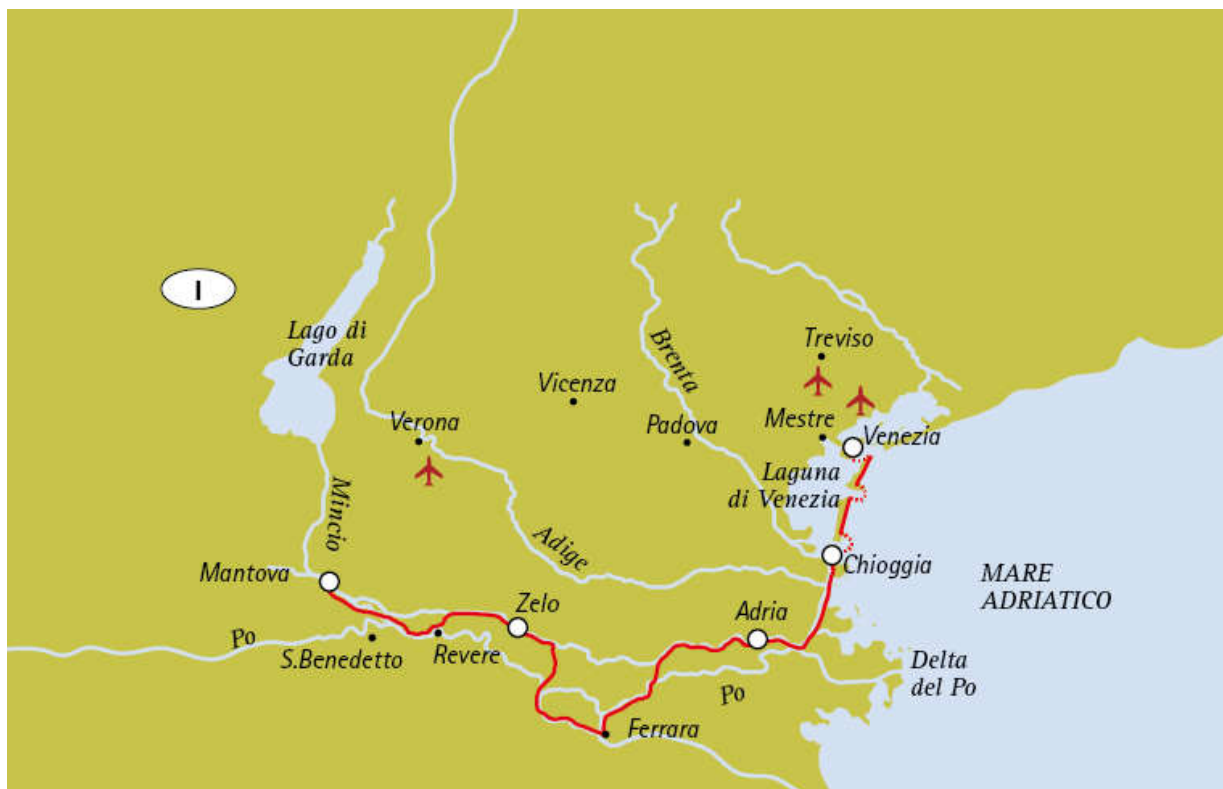 I
Lago di
Garda
Treviso
Brenta
Vicenza
Verona
Padova
Mestre
Venezia
Laguna
di Venezia
Mincio
Adige
Mantova
Chioggia
MARE
ADRIATICO
Zelo
Adria
Po
S.Benedetto
Revere
Po
Delta
del Po
Ferrara